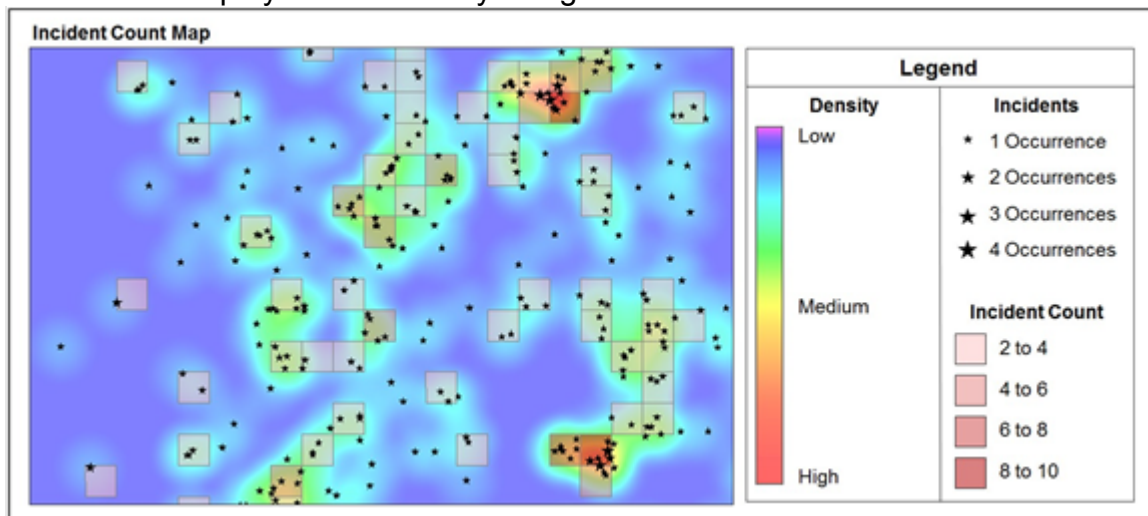 Incident Count Map
Legend
Density
Low
Medium
High
Incidents
1 Occurrence
2 Occurrences
3 Occurrences
4 Occurrences
Incident Count
2 to 4
4 to 6
6 to 8
8 to 10